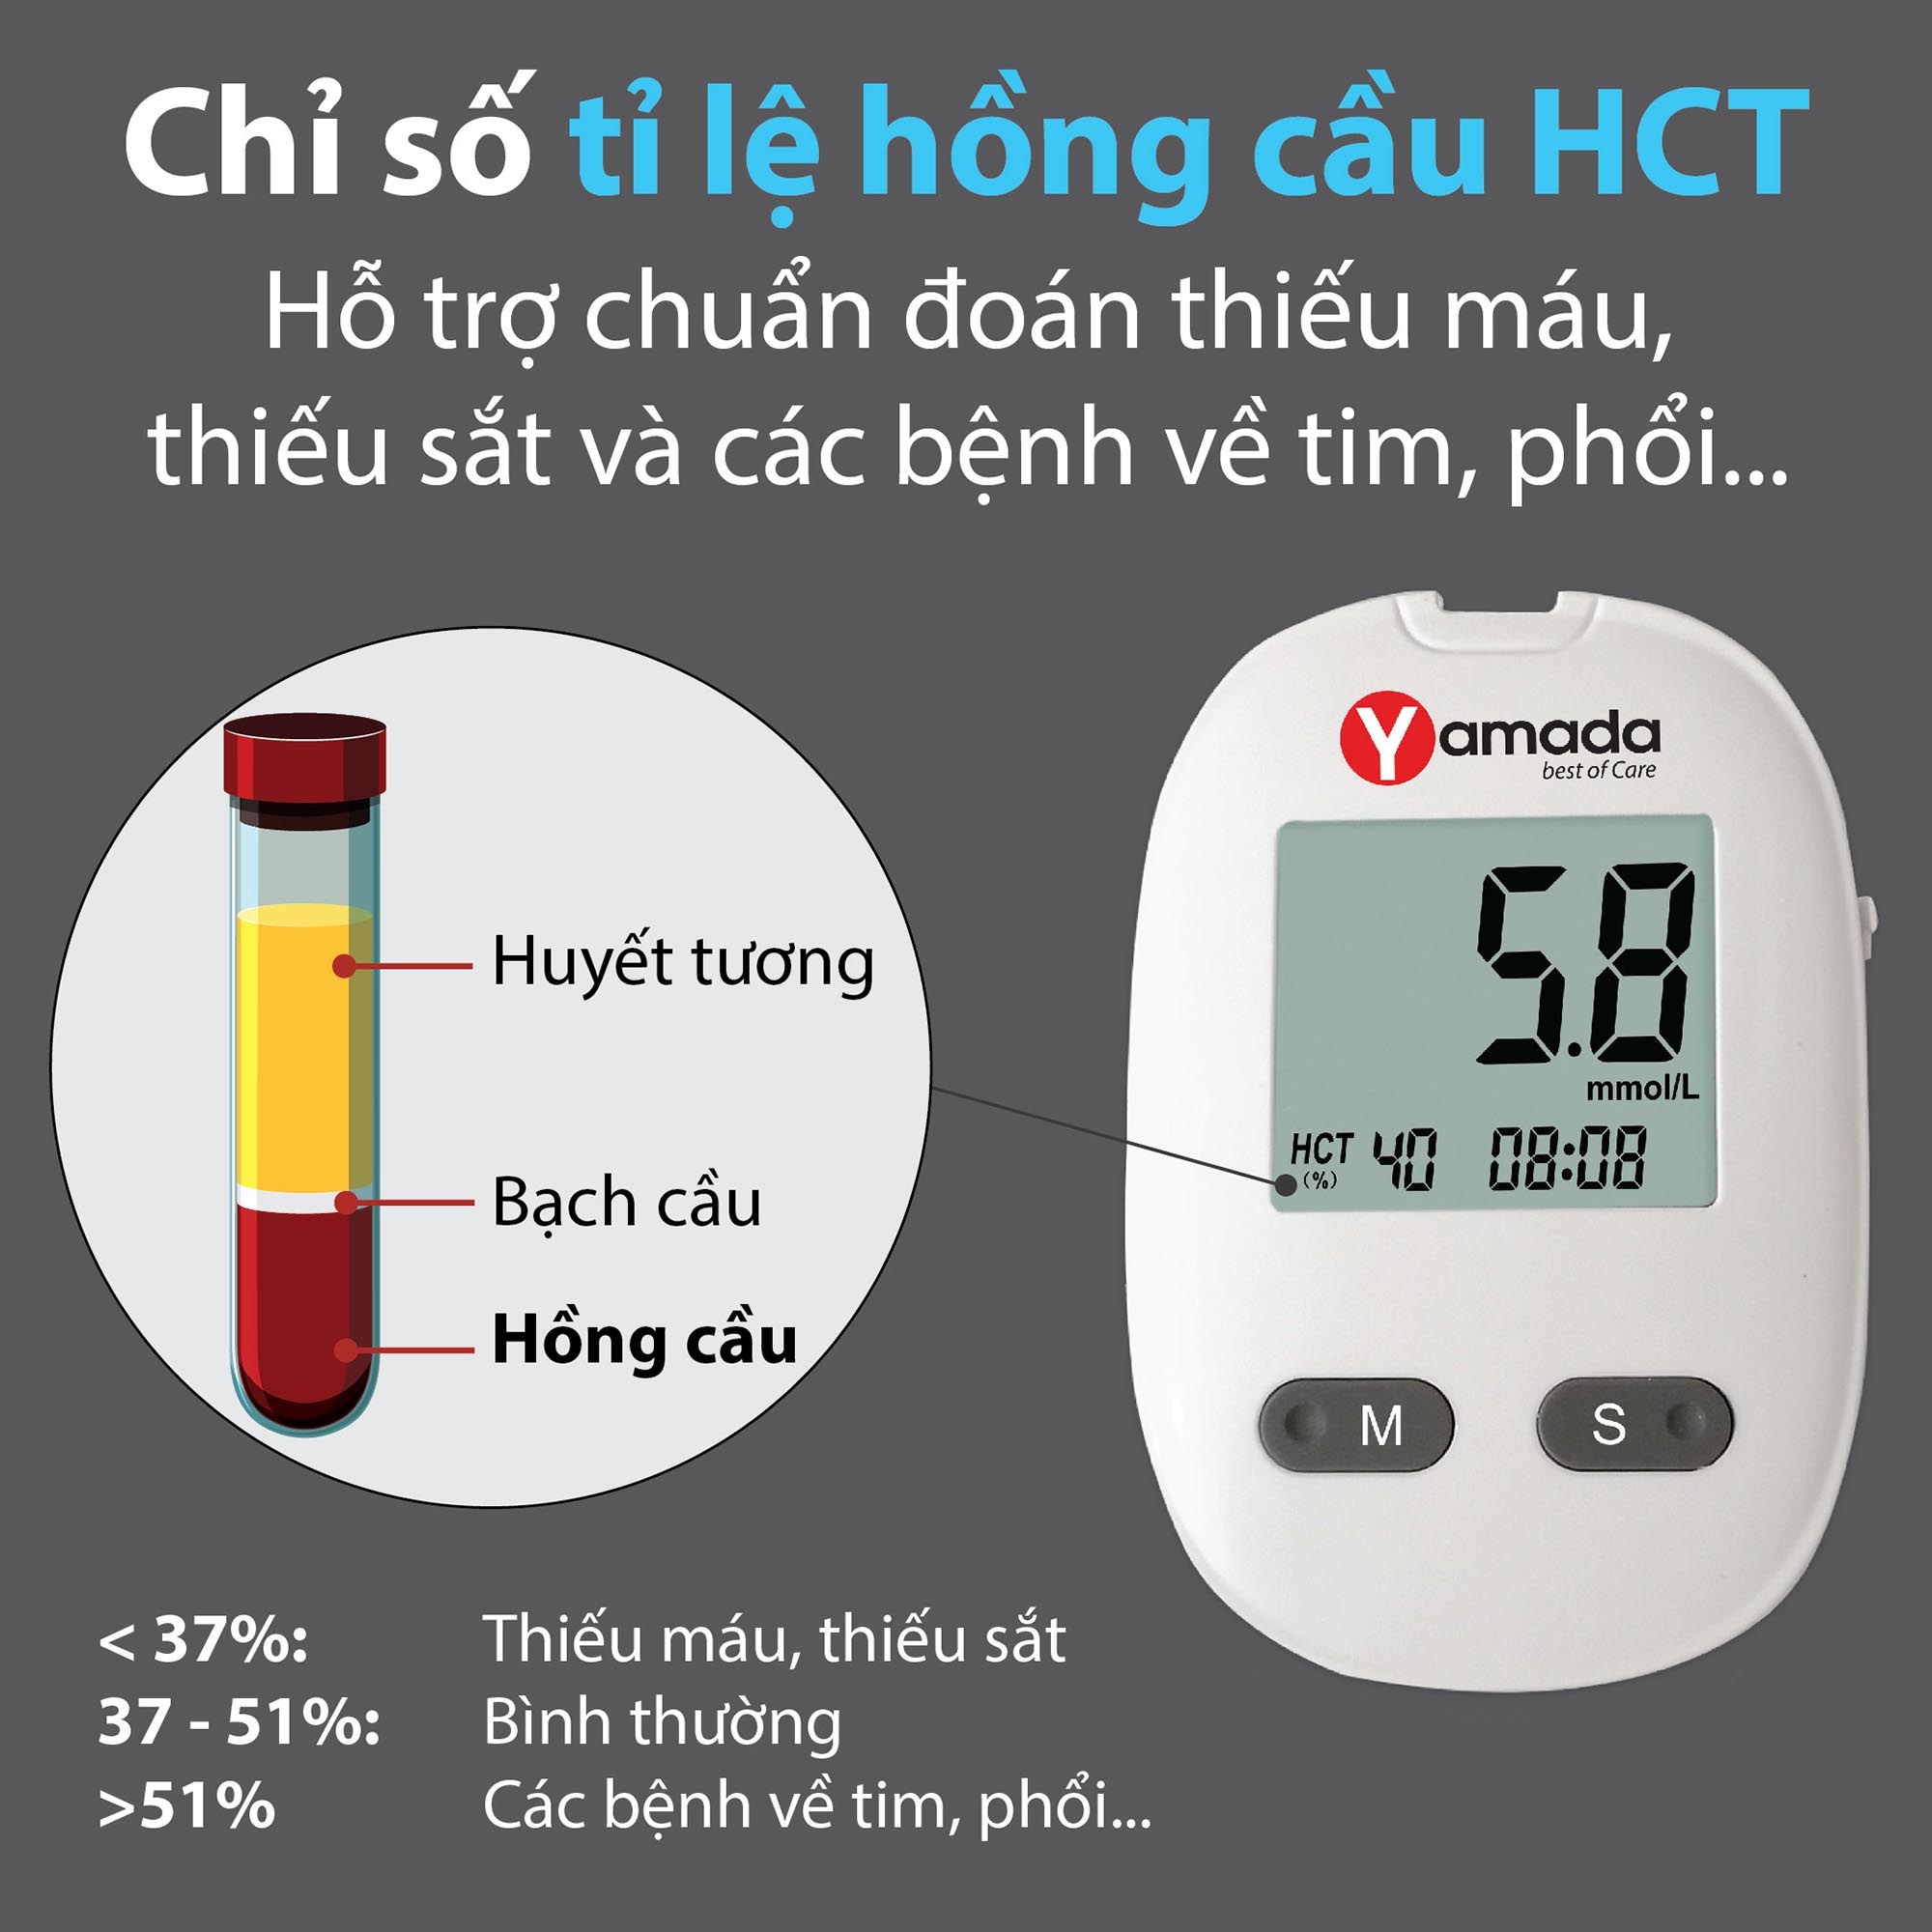 Chỉ số tỉ lệ hồng cầu HCT
Hỗ trợ chuẩn đoán thiếu máu,
thiếu sắt và các bệnh về tim, phổi...
Yamada
best of Care
5.8
mmol/L
HCT (%) 40 08:08
M S
Huyết tương
Bạch cầu
Hồng cầu
< 37%: Thiếu máu, thiếu sắt
37 - 51%: Bình thường
>51% Các bệnh về tim, phổi...